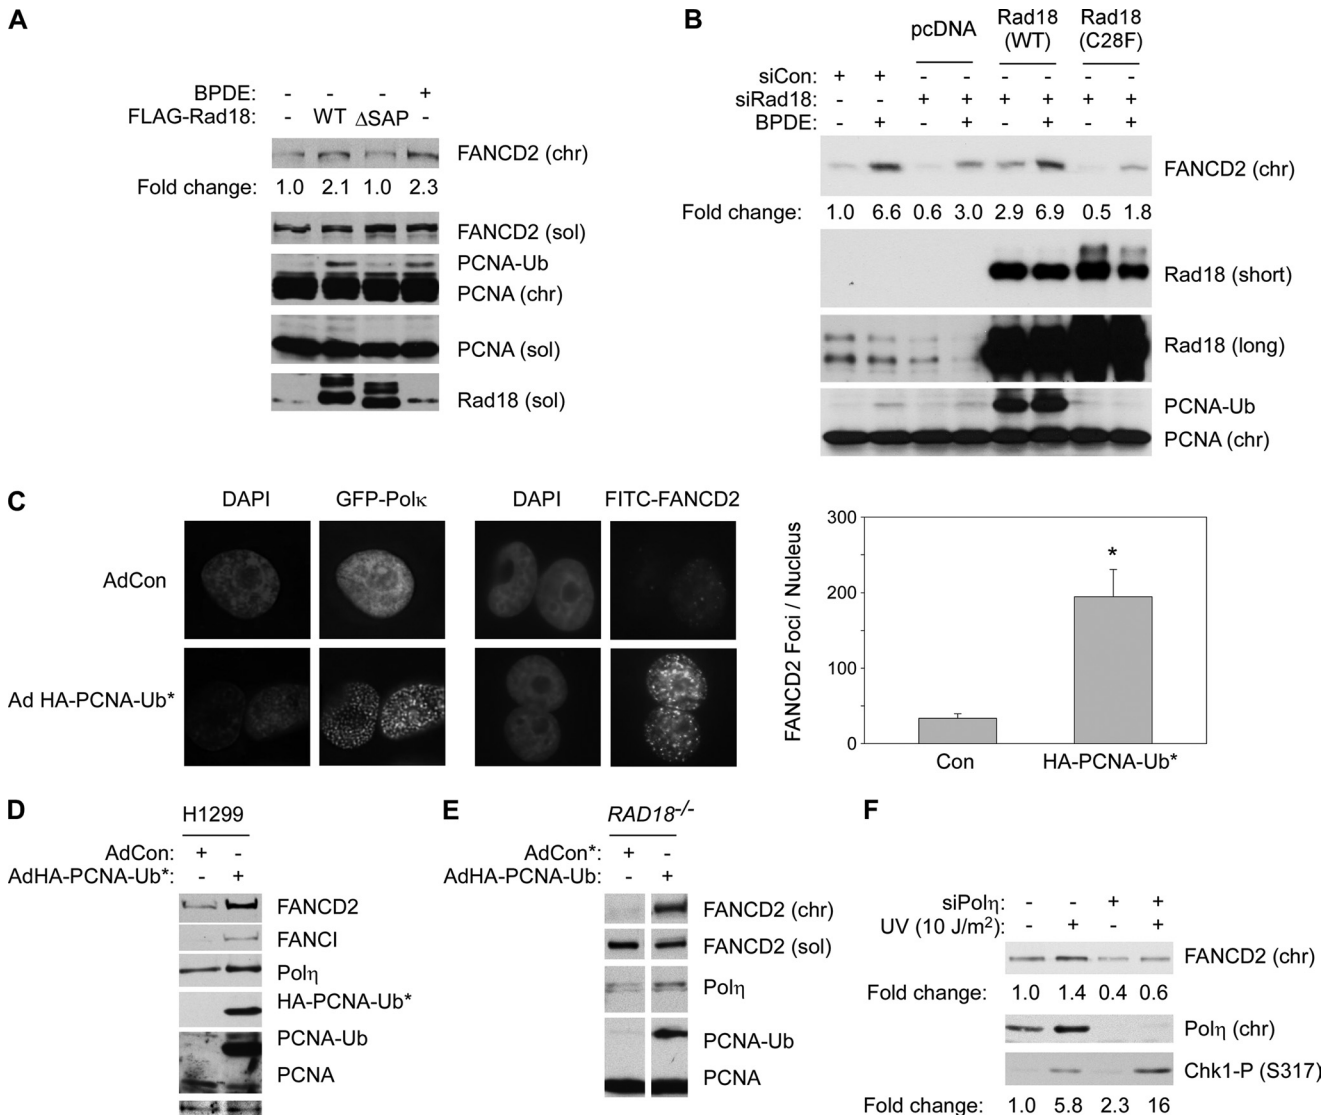 A
BPDE: - - - +
FLAG-Rad18: - WT ΔSAP -
FANCD2 (chr)
Fold change: 1.0 2.1 1.0 2.3
FANCD2 (sol)
PCNA-Ub
PCNA (chr)
PCNA (sol)
Rad18 (sol)
B
pcDNA Rad18 (WT) Rad18 (C28F)
siCon: + + - - - - - -
siRad18: - - + + + + + +
BPDE: - + - + - + - +
FANCD2 (chr)
Fold change: 1.0 6.6 0.6 3.0 2.9 6.9 0.5 1.8
Rad18 (short)
Rad18 (long)
PCNA-Ub
PCNA (chr)
C
DAPI GFP-Polκ DAPI FITC-FANCD2
AdCon
Ad HA-PCNA-Ub*
FANCD2 Foci / Nucleus
300
200
100
0
*
Con HA-PCNA-Ub*
D
H1299
AdCon: + -
AdHA-PCNA-Ub*: - +
FANCD2
FANCI
Polη
HA-PCNA-Ub*
PCNA-Ub
PCNA
E
RAD18-/-
AdCon*: + -
AdHA-PCNA-Ub: - +
FANCD2 (chr)
FANCD2 (sol)
Polη
PCNA-Ub
PCNA
F
siPolη: - - + +
UV (10 J/m²): - + - +
FANCD2 (chr)
Fold change: 1.0 1.4 0.4 0.6
Polη (chr)
Chk1-P (S317)
Fold change: 1.0 5.8 2.3 16